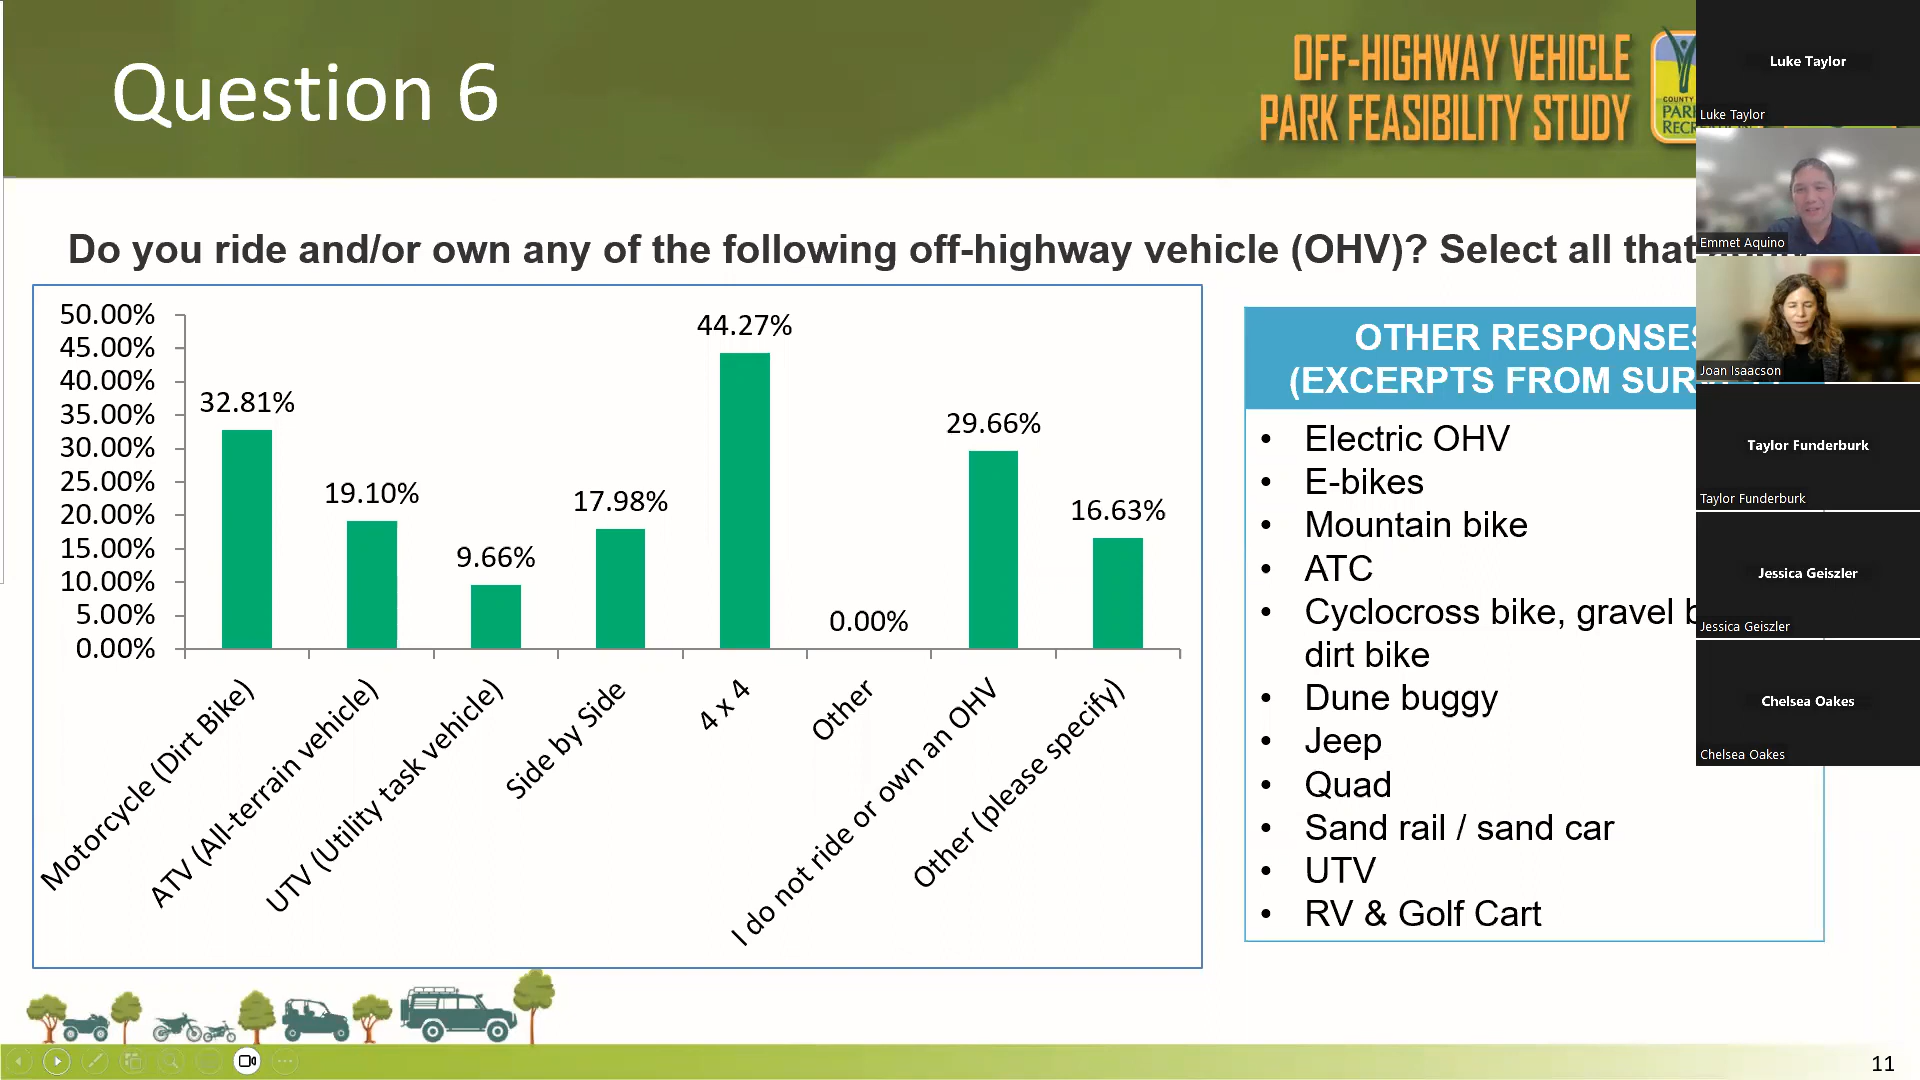 Question 6
OFF-HIGHWAY VEHICLE
PARK FEASIBILITY STUDY
COUNTY
Do you ride and/or own any of the following off-highway vehicle (OHV)? Select all that
50.00%
45.00%
40.00%
35.00%
30.00%
25.00%
20.00%
15.00%
10.00%
5.00%
0.00%
32.81%
19.10%
9.66%
17.98%
44.27%
0.00%
29.66%
16.63%
Motorcycle (Dirt Bike)
ATV (All-terrain vehicle)
UTV (Utility task vehicle)
Side by Side
4 x 4
Other
I do not ride or own an OHV
Other (please specify)
OTHER RESPONSES
(EXCERPTS FROM
• Electric OHV
• E-bikes
• Mountain bike
• ATC
• Cyclocross bike, gravel
dirt bike
• Dune buggy
• Jeep
• Quad
• Sand rail / sand car
• UTV
• RV & Golf Cart
Luke Taylor
Luke Taylor
Emmet Aquino
Joan Isaacson
Taylor Funderburk
Taylor Funderburk
Jessica Geiszler
Jessica Geiszler
Chelsea Oakes
Chelsea Oakes
11